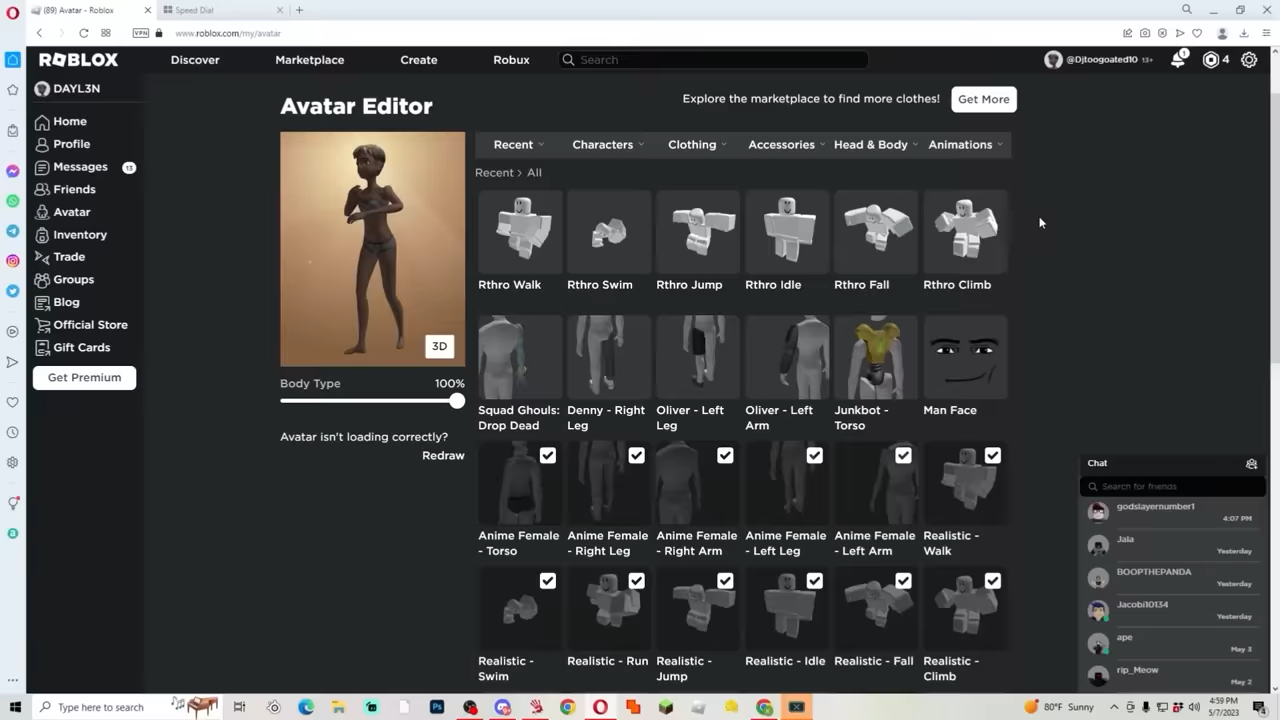 (89) Avatar - Roblox
Speed Dial
VPN
www.roblox.com/my/avatar
ROBLOX
Discover
Marketplace
Create
Robux
Search
@Djtoogoated10 13+
1
4
DAYL3N
Home
Profile
Messages 13
Friends
Avatar
Inventory
Trade
Groups
Blog
Official Store
Gift Cards
Get Premium
Avatar Editor
Explore the marketplace to find more clothes!
Get More
3D
Body Type 100%
Avatar isn't loading correctly?
Redraw
Recent
Characters
Clothing
Accessories
Head & Body
Animations
Recent > All
Rthro Walk
Rthro Swim
Rthro Jump
Rthro Idle
Rthro Fall
Rthro Climb
Squad Ghouls:
Drop Dead
Denny - Right
Leg
Oliver - Left
Leg
Oliver - Left
Arm
Junkbot -
Torso
Man Face
Anime Female
- Torso
Anime Female
- Right Leg
Anime Female
- Right Arm
Anime Female
- Left Leg
Anime Female
- Left Arm
Realistic -
Walk
Realistic -
Swim
Realistic - Run
Realistic -
Jump
Realistic - Idle
Realistic - Fall
Realistic -
Climb
Chat
Search for friends
godslayernumber1
4:07 PM
Jala
Yesterday
BOOPTHEPANDA
Yesterday
Jacobi10134
Yesterday
ape
May 3
rip_Meow
May 2
Type here to search
80°F Sunny
4:59 PM
5/7/2023
4